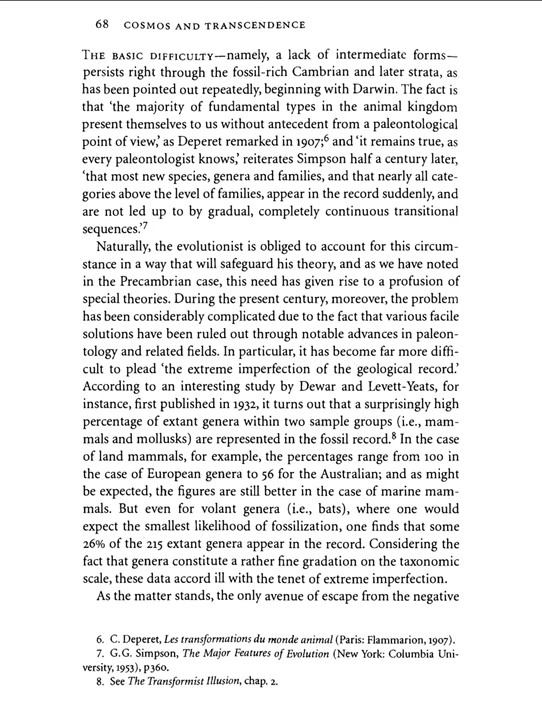 68 COSMOS AND TRANSCENDENCE
THE BASIC DIFFICULTY—namely, a lack of intermediate forms—
persists right through the fossil-rich Cambrian and later strata, as
has been pointed out repeatedly, beginning with Darwin. The fact is
that ‘the majority of fundamental types in the animal kingdom
present themselves to us without antecedent from a paleontological
point of view,’ as Deperet remarked in 1907;6 and ‘it remains true, as
every paleontologist knows,’ reiterates Simpson half a century later,
‘that most new species, genera and families, and that nearly all cate-
gories above the level of families, appear in the record suddenly, and
are not led up to by gradual, completely continuous transitional
sequences.’7
Naturally, the evolutionist is obliged to account for this circum-
stance in a way that will safeguard his theory, and as we have noted
in the Precambrian case, this need has given rise to a profusion of
special theories. During the present century, moreover, the problem
has been considerably complicated due to the fact that various facile
solutions have been ruled out through notable advances in paleon-
tology and related fields. In particular, it has become far more diffi-
cult to plead ‘the extreme imperfection of the geological record.’
According to an interesting study by Dewar and Levett-Yeats, for
instance, first published in 1932, it turns out that a surprisingly high
percentage of extant genera within two sample groups (i.e., mam-
mals and mollusks) are represented in the fossil record.8 In the case
of land mammals, for example, the percentages range from 100 in
the case of European genera to 56 for the Australian; and as might
be expected, the figures are still better in the case of marine mam-
mals. But even for volant genera (i.e., bats), where one would
expect the smallest likelihood of fossilization, one finds that some
26% of the 215 extant genera appear in the record. Considering the
fact that genera constitute a rather fine gradation on the taxonomic
scale, these data accord ill with the tenet of extreme imperfection.
As the matter stands, the only avenue of escape from the negative
6. C. Deperet, Les transformations du monde animal (Paris: Flammarion, 1907).
7. G.G. Simpson, The Major Features of Evolution (New York: Columbia Uni-
versity, 1953), p360.
8. See The Transformist Illusion, chap. 2.